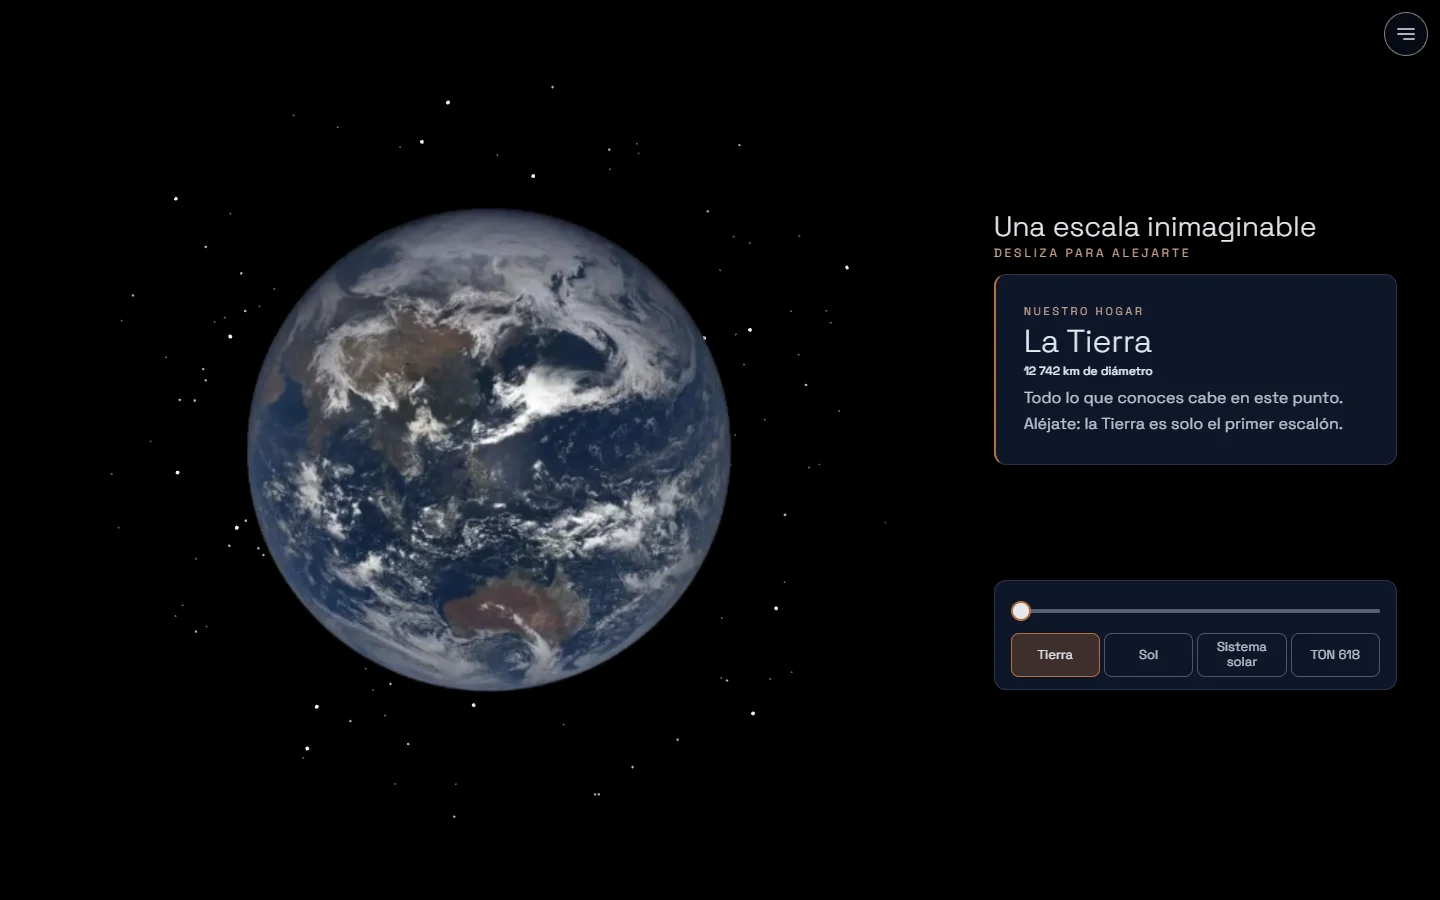 Una escala inimaginable
DESLIZA PARA ALEJARTE
NUESTRO HOGAR
La Tierra
12 742 km de diámetro
Todo lo que conoces cabe en este punto.
Aléjate: la Tierra es solo el primer escalón.
Tierra
Sol
Sistema
solar
TON 618